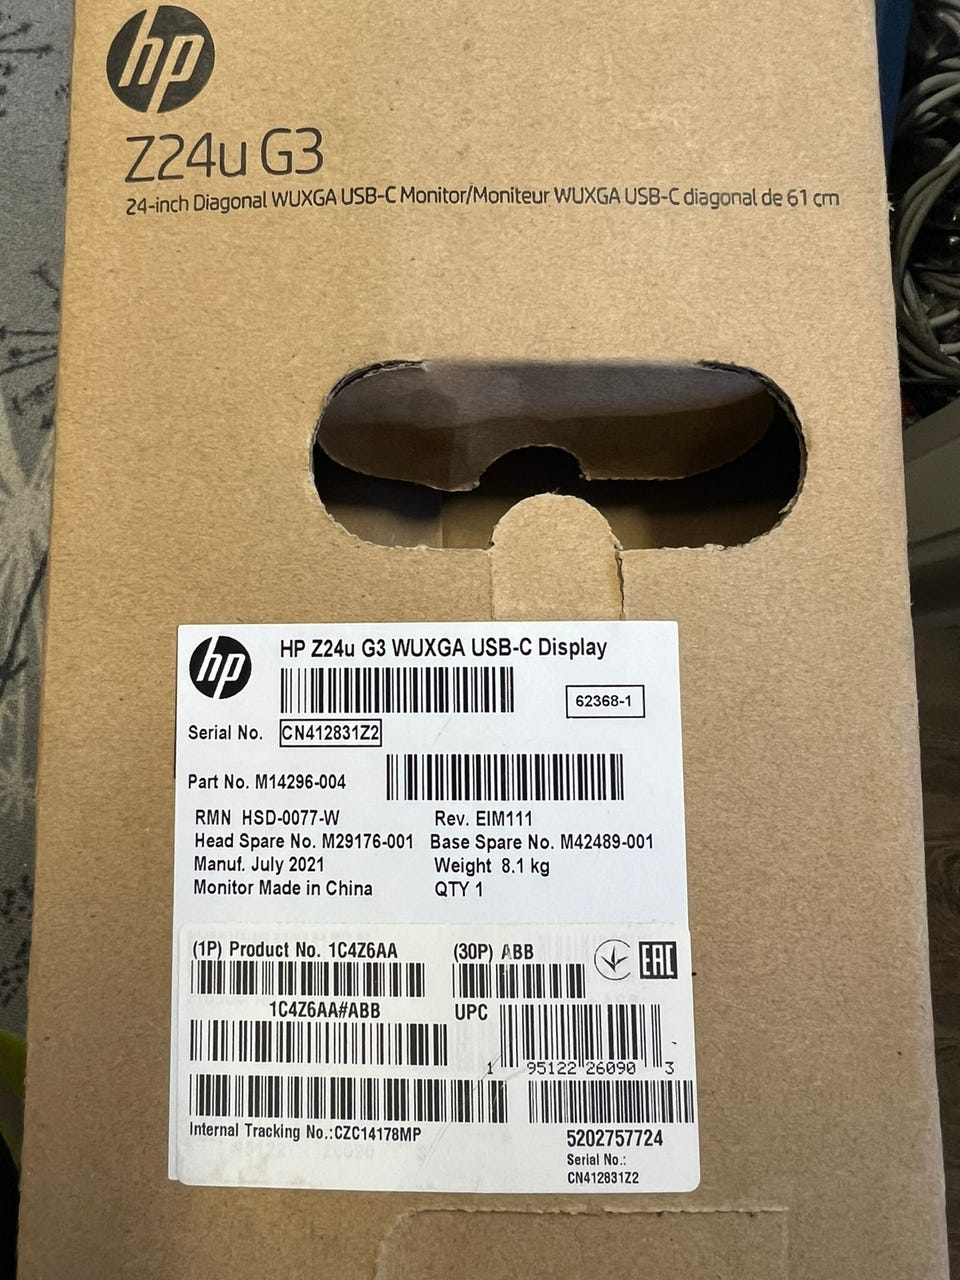 hp
Z24u G3
24-inch Diagonal WUXGA USB-C Monitor/Moniteur WUXGA USB-C diagonal de 61 cm
hp
HP Z24u G3 WUXGA USB-C Display
62368-1
Serial No. CN412831Z2
Part No. M14296-004
RMN HSD-0077-W Rev. EIM111
Head Spare No. M29176-001 Base Spare No. M42489-001
Manuf. July 2021 Weight 8.1 kg
Monitor Made in China QTY 1
(1P) Product No. 1C4Z6AA (30P) ABB
EAC
1C4Z6AA#ABB UPC
1 95122 26090 3
Internal Tracking No.:CZC14178MP 5202757724
Serial No.:
CN412831Z2